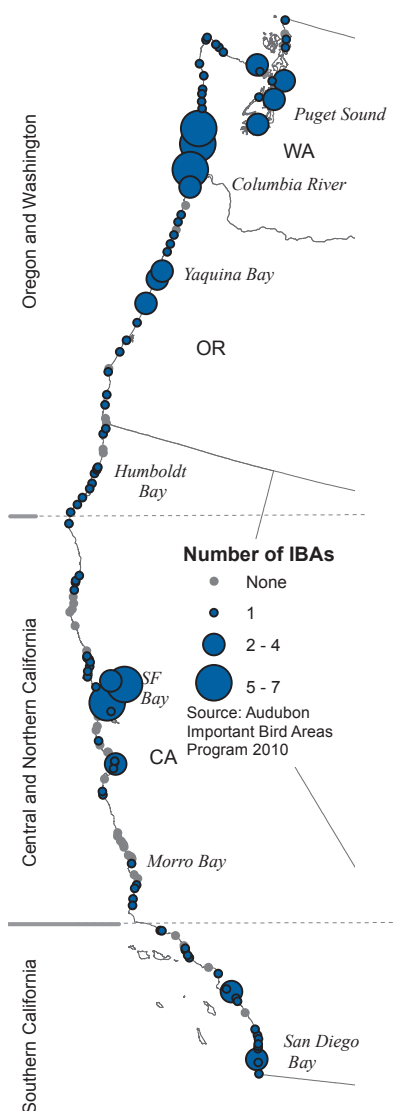 Oregon and Washington
Puget Sound
WA
Columbia River
Yaquina Bay
OR
Humboldt
Bay
Number of IBAs
None
1
2 - 4
5 - 7
Source: Audubon
Important Bird Areas
Program 2010
Central and Northern California
SF
Bay
CA
Morro Bay
Southern California
San Diego
Bay